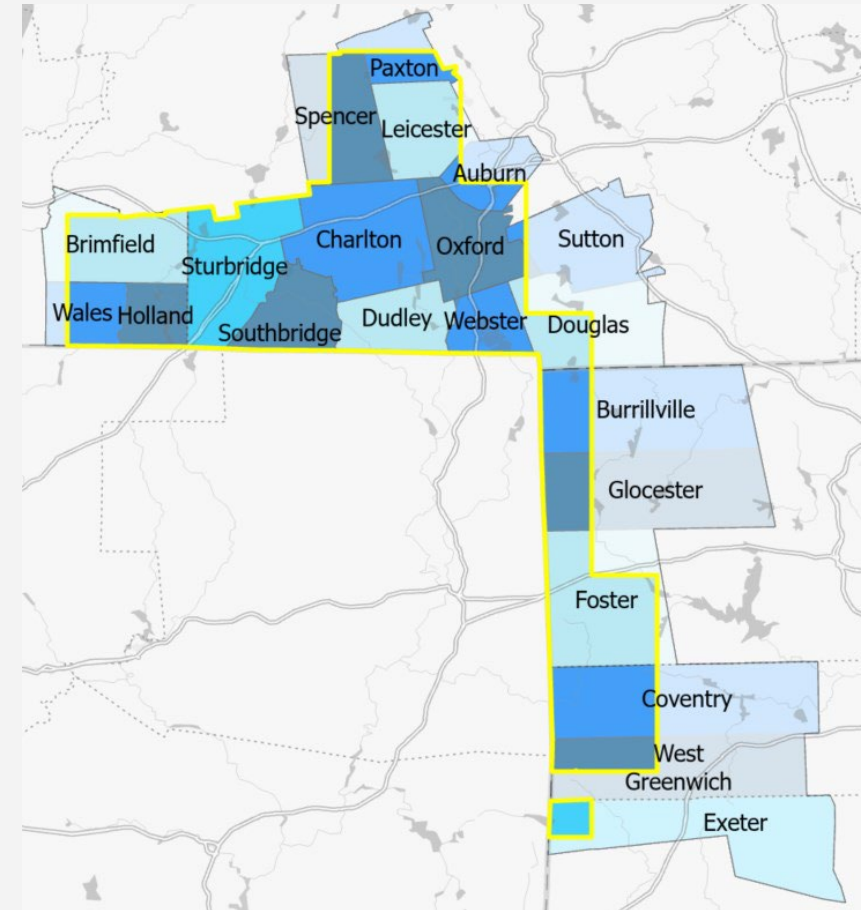 Paxton
Spencer
Leicester
Auburn
Brimfield
Sturbridge
Charlton
Oxford
Sutton
Wales
Holland
Southbridge
Dudley
Webster
Douglas
Burrillville
Glocester
Foster
Coventry
West
Greenwich
Exeter